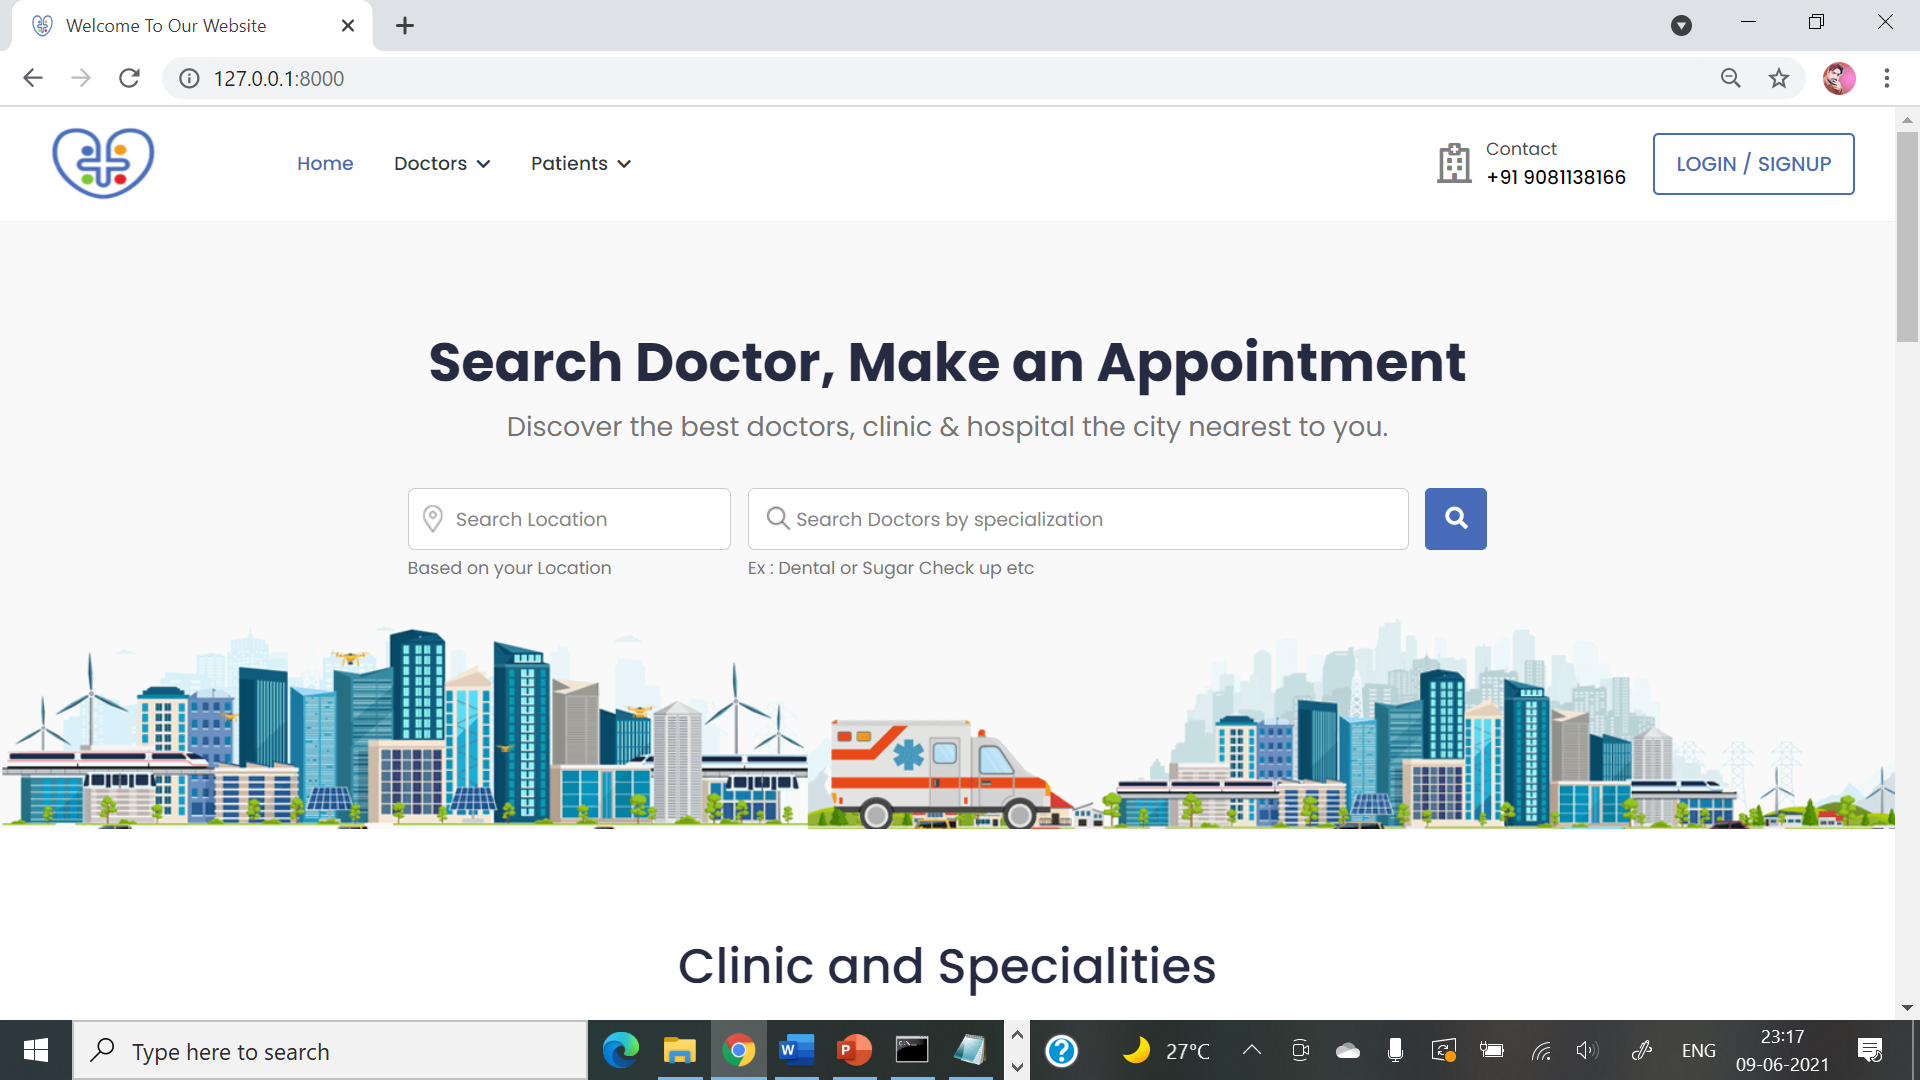 Welcome To Our Website
127.0.0.1:8000
Home Doctors Patients
Contact
+91 9081138166
LOGIN / SIGNUP
Search Doctor, Make an Appointment
Discover the best doctors, clinic & hospital the city nearest to you.
Search Location
Search Doctors by specialization
Based on your Location
Ex : Dental or Sugar Check up etc
Clinic and Specialities
Type here to search
27°C
ENG
23:17
09-06-2021